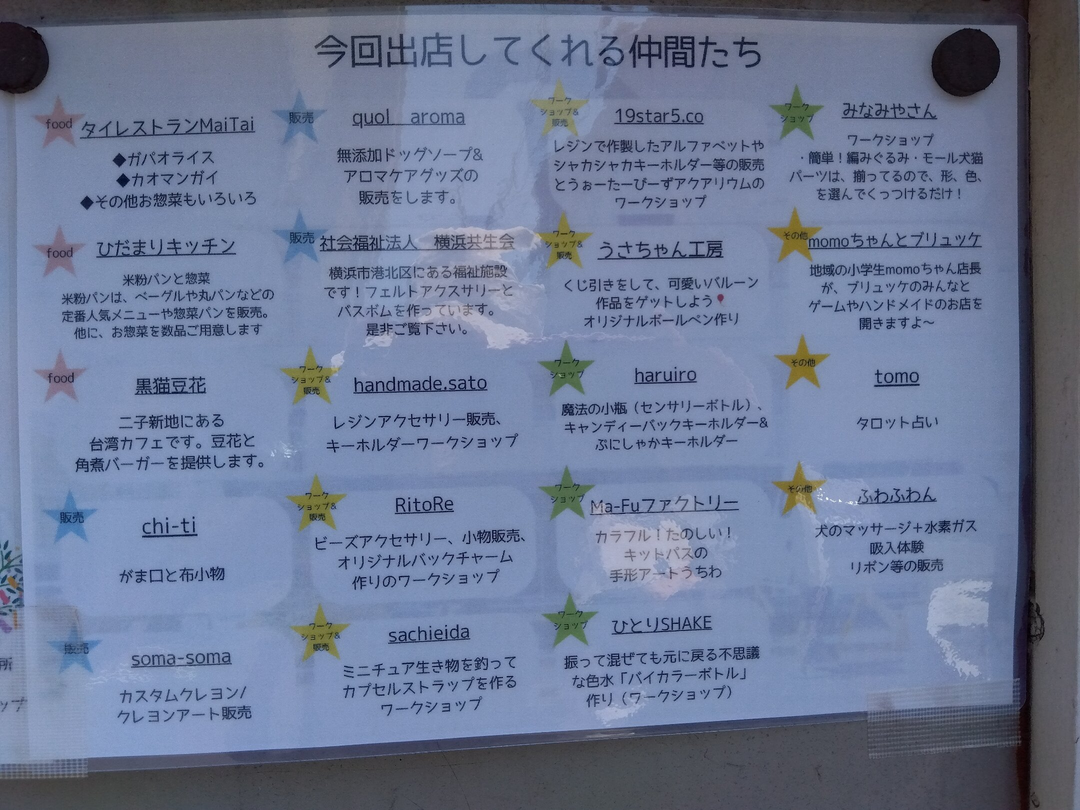 今回出店してくれる仲間たち
food
タイレストランMaiTai
◆ガパオライス
◆カオマンガイ
◆その他お惣菜もいろいろ
販売
quol aroma
無添加ドッグソープ&
アロマケアグッズの
販売をします。
ワーク
ショップ&
販売
19star5.co
レジンで作製したアルファベットや
シャカシャカキーホルダー等の販売
とうぉーたーびーずアクアリウムの
ワークショップ
ワーク
ショップ
みなみやさん
ワークショップ
・簡単！編みぐるみ・モール犬猫
パーツは、揃ってるので、形、色、
を選んでくっつけるだけ！
food
ひだまりキッチン
米粉パンと惣菜
米粉パンは、ベーグルや丸パンなどの
定番人気メニューや惣菜パンを販売。
他に、お惣菜を数品ご用意します
販売
社会福祉法人 横浜共生会
横浜市港北区にある福祉施設
です！フェルトアクスサリーと
バスボムを作っています。
是非ご覧下さい。
ワーク
ショップ&
販売
うさちゃん工房
くじ引きをして、可愛いバルーン
作品をゲットしよう🎈
オリジナルボールペン作り
その他
momoちゃんとブリュッケ
地域の小学生momoちゃん店長
が、ブリュッケのみんなと
ゲームやハンドメイドのお店を
開きますよ～
food
黒猫豆花
二子新地にある
台湾カフェです。豆花と
角煮バーガーを提供します。
ワーク
ショップ&
販売
handmade.sato
レジンアクセサリー販売、
キーホルダーワークショップ
ワーク
ショップ
haruiro
魔法の小瓶（センサリーボトル）、
キャンディーバックキーホルダー&
ぷにしゃかキーホルダー
その他
tomo
タロット占い
販売
chi-ti
がま口と布小物
ワーク
ショップ&
販売
RitoRe
ビーズアクセサリー、小物販売、
オリジナルバックチャーム
作りのワークショップ
ワーク
ショップ
Ma-Fuファクトリー
カラフル！たのしい！
キットパスの
手形アートうちわ
その他
ふわふわん
犬のマッサージ＋水素ガス
吸入体験
リボン等の販売
販売
soma-soma
カスタムクレヨン/
クレヨンアート販売
ワーク
ショップ&
販売
sachieida
ミニチュア生き物を釣って
カプセルストラップを作る
ワークショップ
ワーク
ショップ
ひとりSHAKE
振って混ぜても元に戻る不思議
な色水「バイカラーボトル」
作り（ワークショップ）
所
ップ